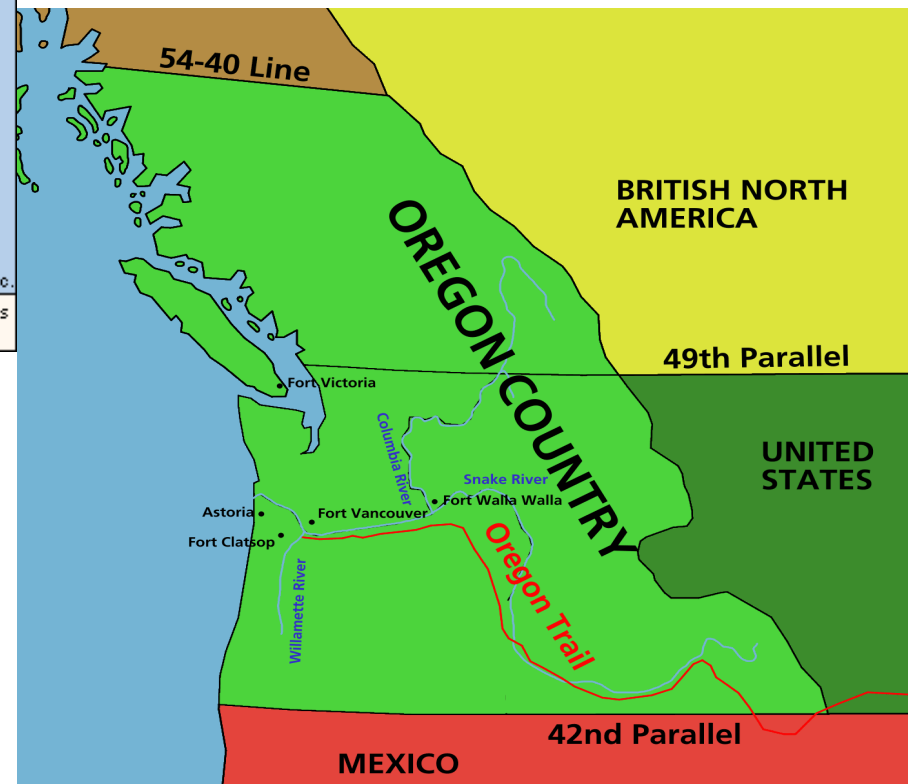 54-40 Line
BRITISH NORTH
AMERICA
OREGON COUNTRY
c.
s
49th Parallel
Fort Victoria
Columbia River
UNITED
STATES
Snake River
Fort Walla Walla
Astoria
Fort Vancouver
Fort Clatsop
Oregon Trail
Willamette River
42nd Parallel
MEXICO